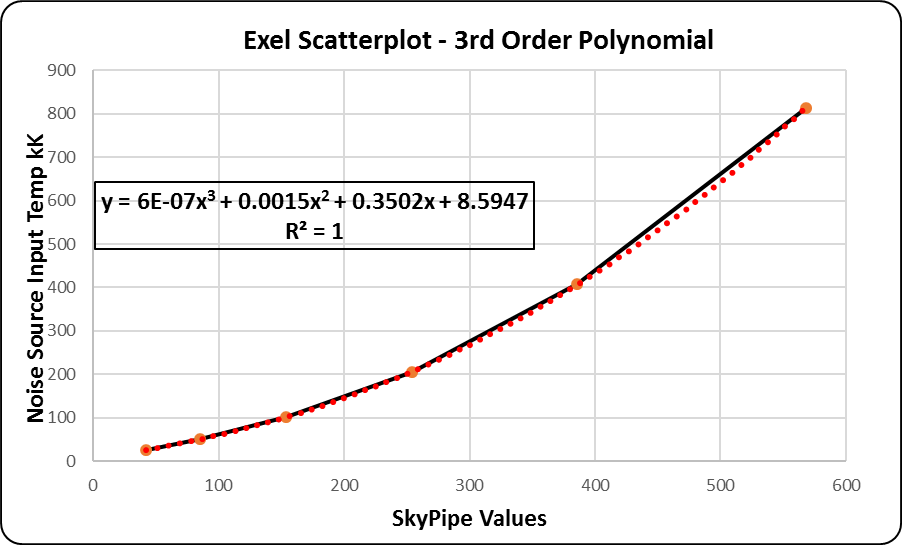 Exel Scatterplot - 3rd Order Polynomial
900
800
700
600
500
400
300
200
100
0
Noise Source Input Temp kK
y = 6E-07x³ + 0.0015x² + 0.3502x + 8.5947
R² = 1
0 100 200 300 400 500 600
SkyPipe Values